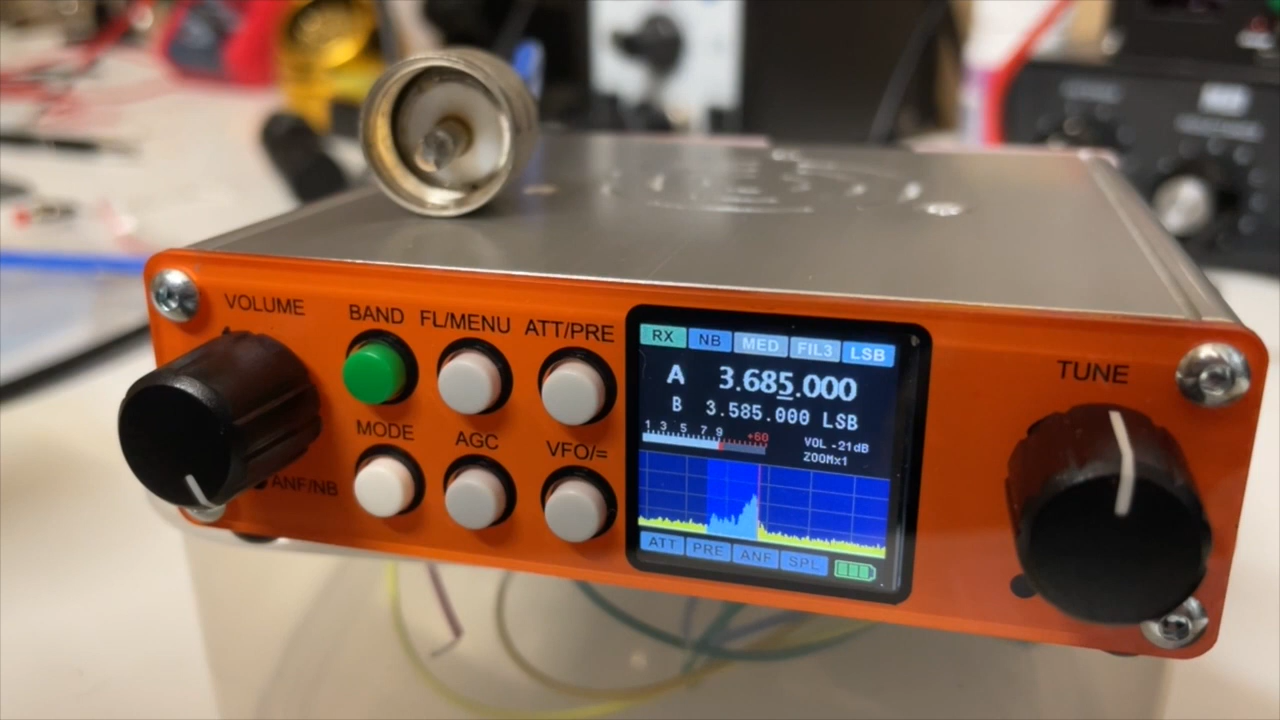 VOLUME
BAND FL/MENU ATT/PRE
MODE AGC VFO/=
ANF/NB
TUNE
RX NB MED FIL3 LSB
A 3.685.000
B 3.585.000 LSB
1 3 5 7 9 +60
VOL -21dB
ZOOMx1
ATT PRE ANF SPL